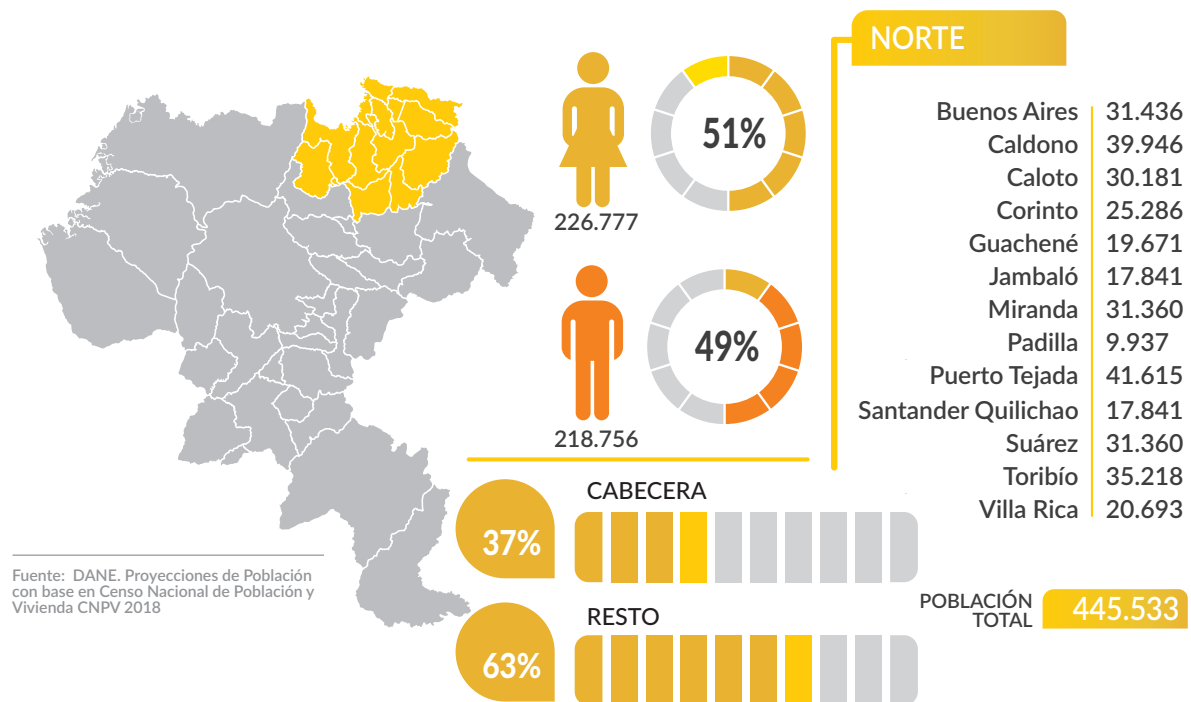 NORTE
Buenos Aires 31.436
Caldono 39.946
Caloto 30.181
Corinto 25.286
Guachené 19.671
Jambaló 17.841
Miranda 31.360
Padilla 9.937
Puerto Tejada 41.615
Santander Quilichao 17.841
Suárez 31.360
Toribío 35.218
Villa Rica 20.693
51%
226.777
49%
218.756
CABECERA
37%
RESTO
63%
POBLACIÓN
TOTAL
445.533
Fuente: DANE. Proyecciones de Población
con base en Censo Nacional de Población y
Vivienda CNPV 2018